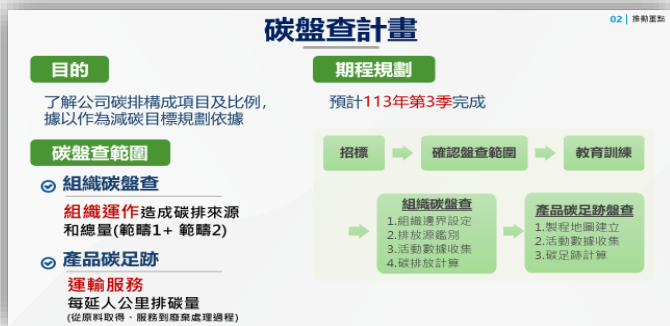 02 | 推動重點
碳盤查計畫
目的
了解公司碳排構成項目及比例,
據以作為減碳目標規劃依據
碳盤查範圍
組織碳盤查
組織運作造成碳排來源
和總量(範疇1+ 範疇2)
產品碳足跡
運輸服務
每延人公里排碳量
(從原料取得、服務到廢棄處理過程)
期程規劃
預計113年第3季完成
招標
確認盤查範圍
教育訓練
組織碳盤查
1.組織邊界設定
2.排放源鑑別
3.活動數據收集
4.碳排放計算
產品碳足跡盤查
1.製程地圖建立
2.活動數據收集
3.碳足跡計算